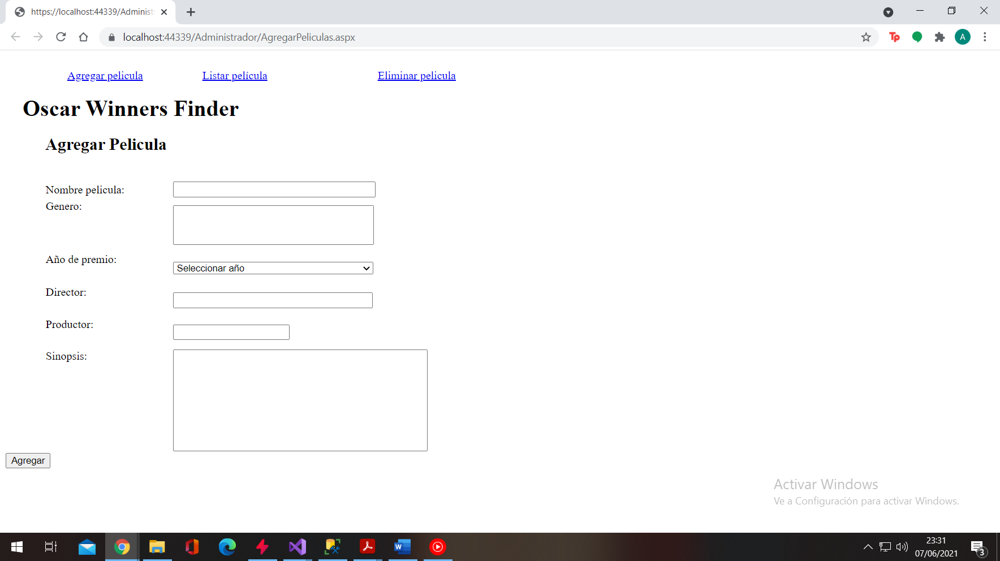 https://localhost:44339/Administ
localhost:44339/Administrador/AgregarPeliculas.aspx
Tp
A
Agregar pelicula Listar película Eliminar pelicula
Oscar Winners Finder
Agregar Pelicula
Nombre pelicula:
Genero:
Año de premio:
Seleccionar año
Director:
Productor:
Sinopsis:
Agregar
Activar Windows
Ve a Configuración para activar Windows.
W
23:31
07/06/2021
3